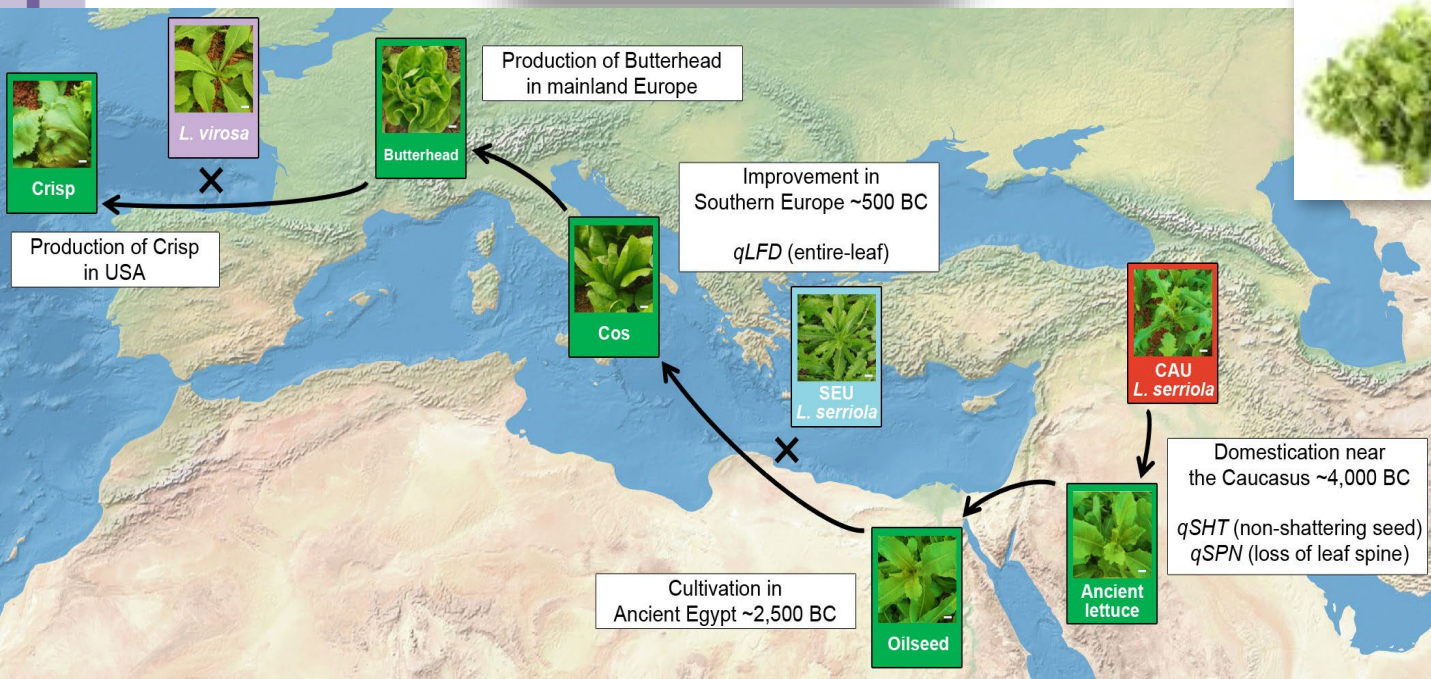 L. virosa
Crisp
Production of Crisp
in USA
Butterhead
Production of Butterhead
in mainland Europe
Improvement in
Southern Europe ~500 BC
qLFD (entire-leaf)
Cos
SEU
L. serriola
CAU
L. serriola
Domestication near
the Caucasus ~4,000 BC
qSHT (non-shattering seed)
qSPN (loss of leaf spine)
Ancient
lettuce
Cultivation in
Ancient Egypt ~2,500 BC
Oilseed